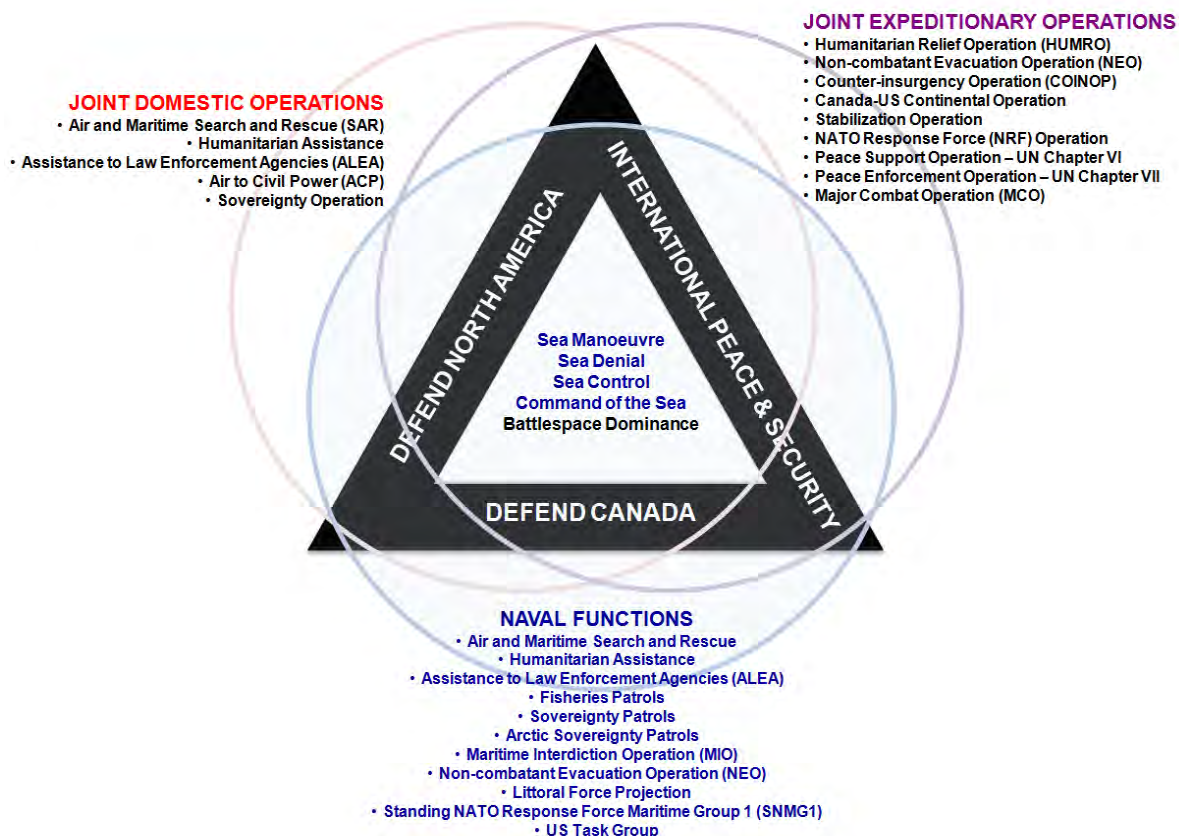 JOINT EXPEDITIONARY OPERATIONS
• Humanitarian Relief Operation (HUMRO)
• Non-combatant Evacuation Operation (NEO)
• Counter-insurgency Operation (COINOP)
• Canada-US Continental Operation
• Stabilization Operation
• NATO Response Force (NRF) Operation
• Peace Support Operation – UN Chapter VI
• Peace Enforcement Operation – UN Chapter VII
• Major Combat Operation (MCO)
JOINT DOMESTIC OPERATIONS
• Air and Maritime Search and Rescue (SAR)
• Humanitarian Assistance
• Assistance to Law Enforcement Agencies (ALEA)
• Air to Civil Power (ACP)
• Sovereignty Operation
DEFEND NORTH AMERICA
INTERNATIONAL PEACE & SECURITY
Sea Manoeuvre
Sea Denial
Sea Control
Command of the Sea
Battlespace Dominance
DEFEND CANADA
NAVAL FUNCTIONS
• Air and Maritime Search and Rescue
• Humanitarian Assistance
• Assistance to Law Enforcement Agencies (ALEA)
• Fisheries Patrols
• Sovereignty Patrols
• Arctic Sovereignty Patrols
• Maritime Interdiction Operation (MIO)
• Non-combatant Evacuation Operation (NEO)
• Littoral Force Projection
• Standing NATO Response Force Maritime Group 1 (SNMG1)
• US Task Group